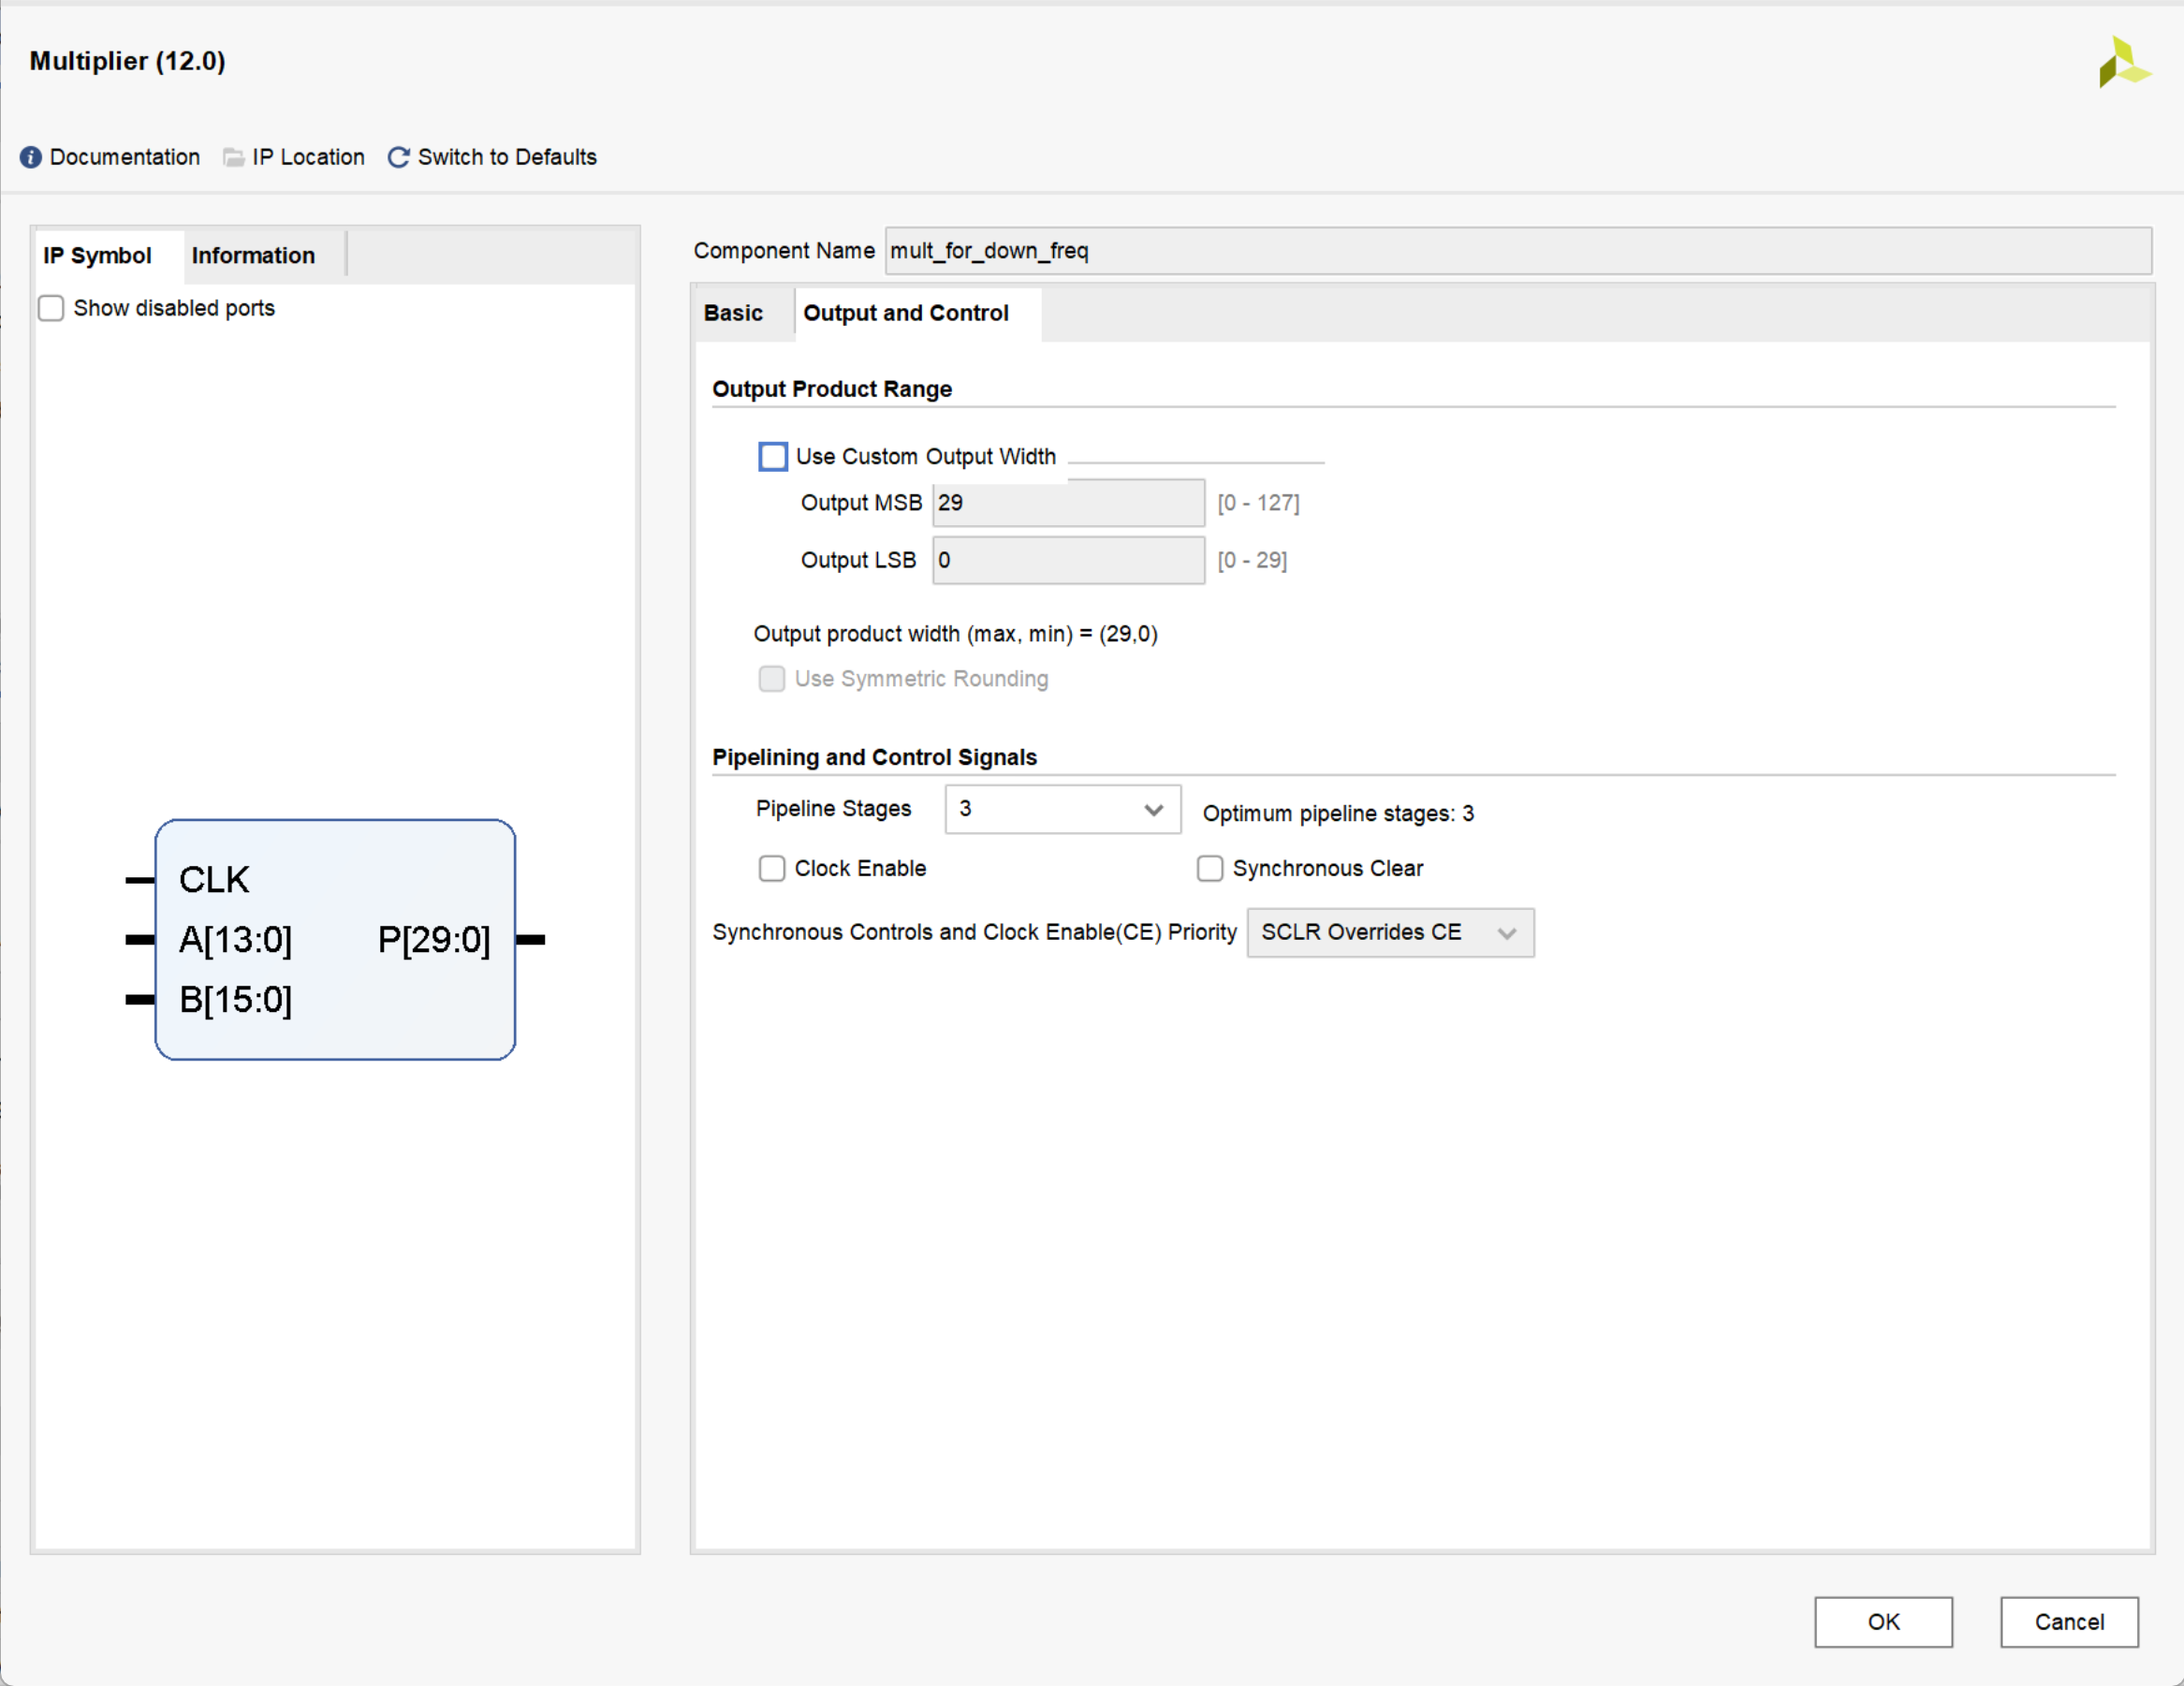 Multiplier (12.0)
Documentation IP Location Switch to Defaults
IP Symbol Information
Show disabled ports
CLK
A[13:0] P[29:0]
B[15:0]
Component Name mult_for_down_freq
Basic Output and Control
Output Product Range
Use Custom Output Width
Output MSB 29 [0 - 127]
Output LSB 0 [0 - 29]
Output product width (max, min) = (29,0)
Use Symmetric Rounding
Pipelining and Control Signals
Pipeline Stages 3 Optimum pipeline stages: 3
Clock Enable Synchronous Clear
Synchronous Controls and Clock Enable(CE) Priority SCLR Overrides CE
OK Cancel